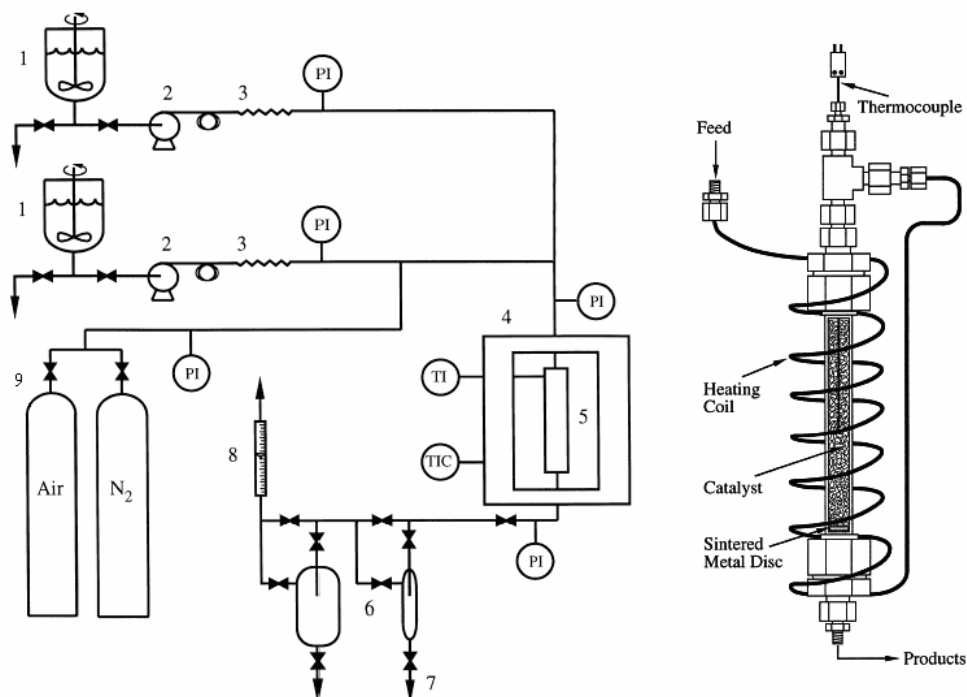 1
2
3
PI
1
2
3
PI
PI
4
9
PI
TI
5
TIC
8
Air
N₂
PI
6
7
Thermocouple
Feed
Heating
Coil
Catalyst
Sintered
Metal Disc
Products